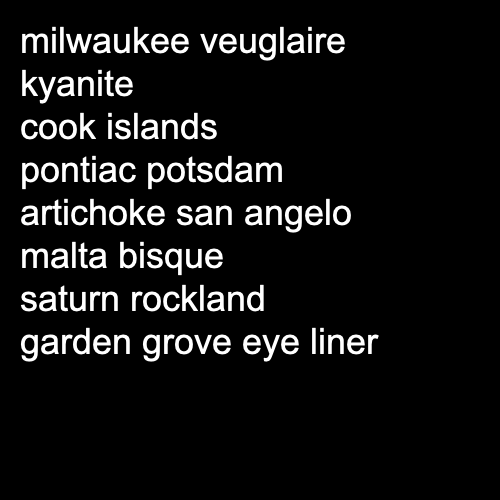 milwaukee veuglaire
kyanite
cook islands
pontiac potsdam
artichoke san angelo
malta bisque
saturn rockland
garden grove eye liner